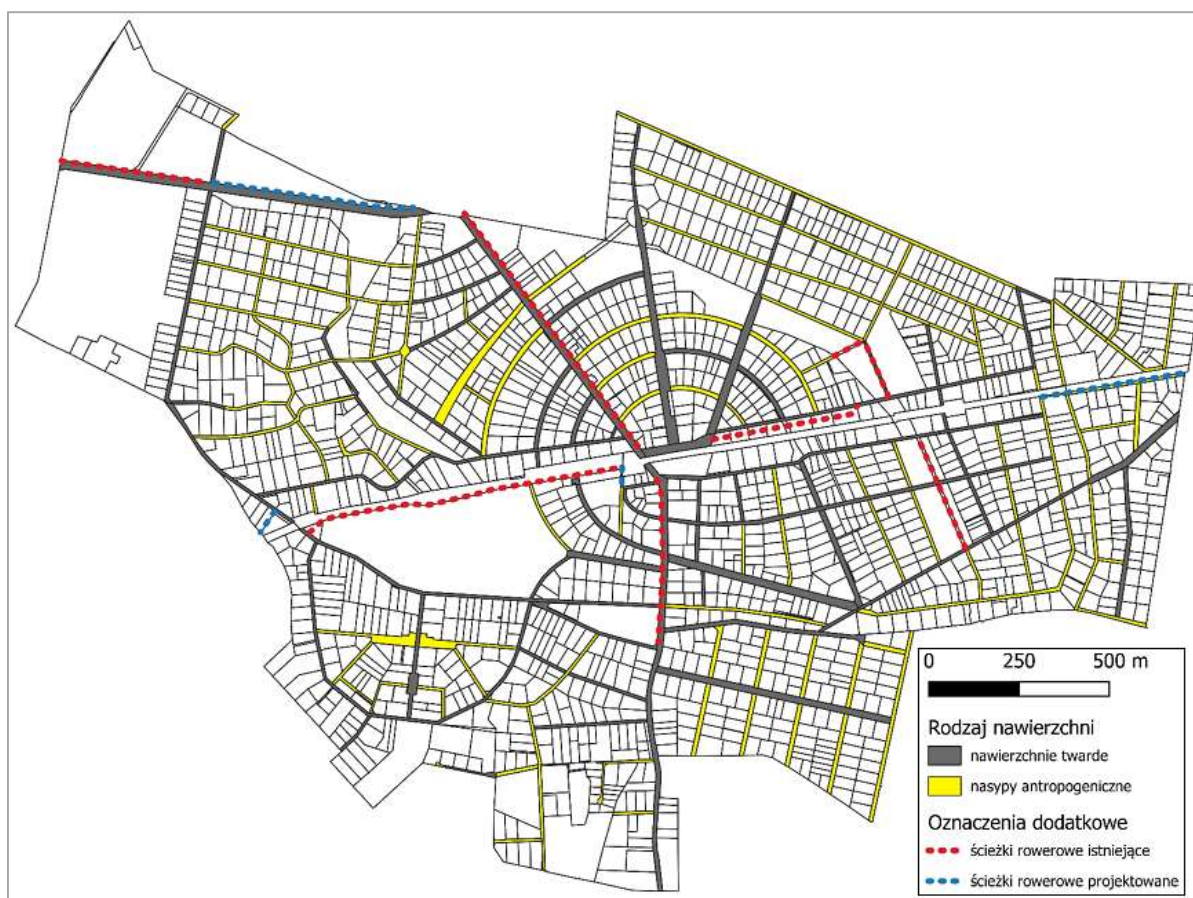 0 250 500 m
Rodzaj nawierzchni
nawierzchnie twarde
nasypy antropogeniczne
Oznaczenia dodatkowe
ścieżki rowerowe istniejące
ścieżki rowerowe projektowane